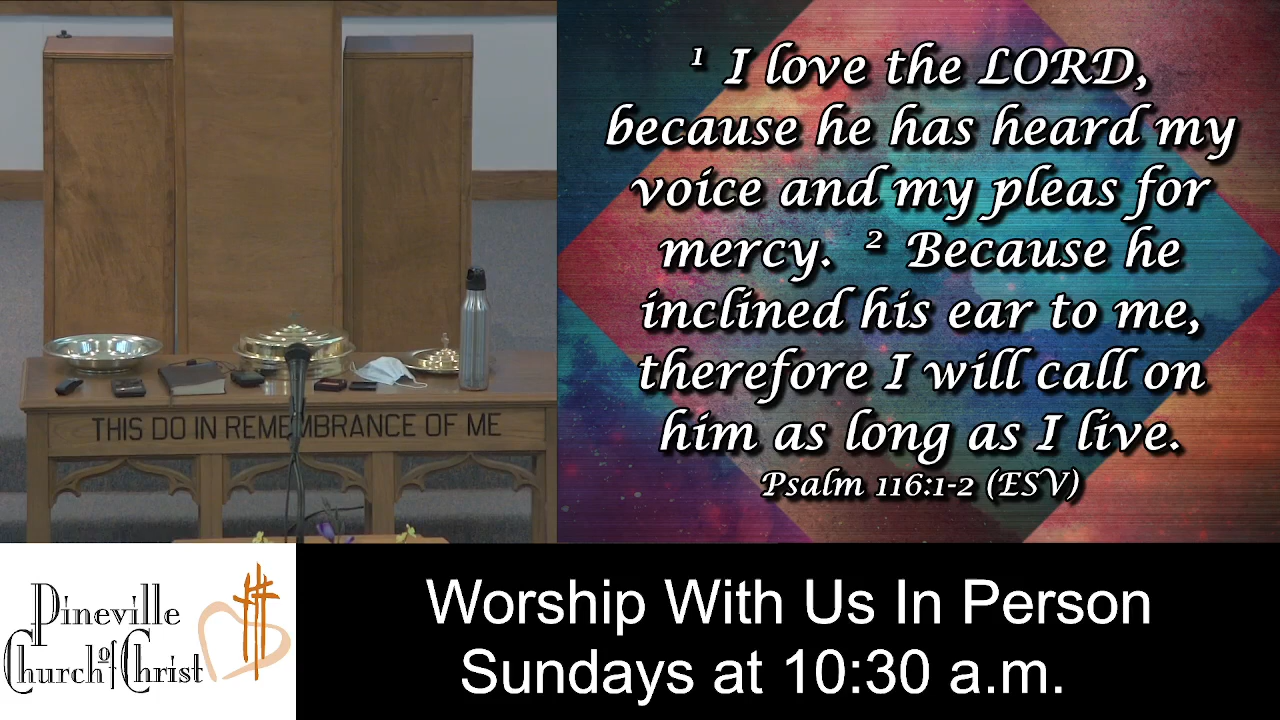 ¹ I love the LORD,
because he has heard my
voice and my pleas for
mercy. ² Because he
inclined his ear to me,
therefore I will call on
him as long as I live.
Psalm 116:1-2 (ESV)
THIS DO IN REMEMBRANCE OF ME
Pineville
Church of Christ
Worship With Us In Person
Sundays at 10:30 a.m.